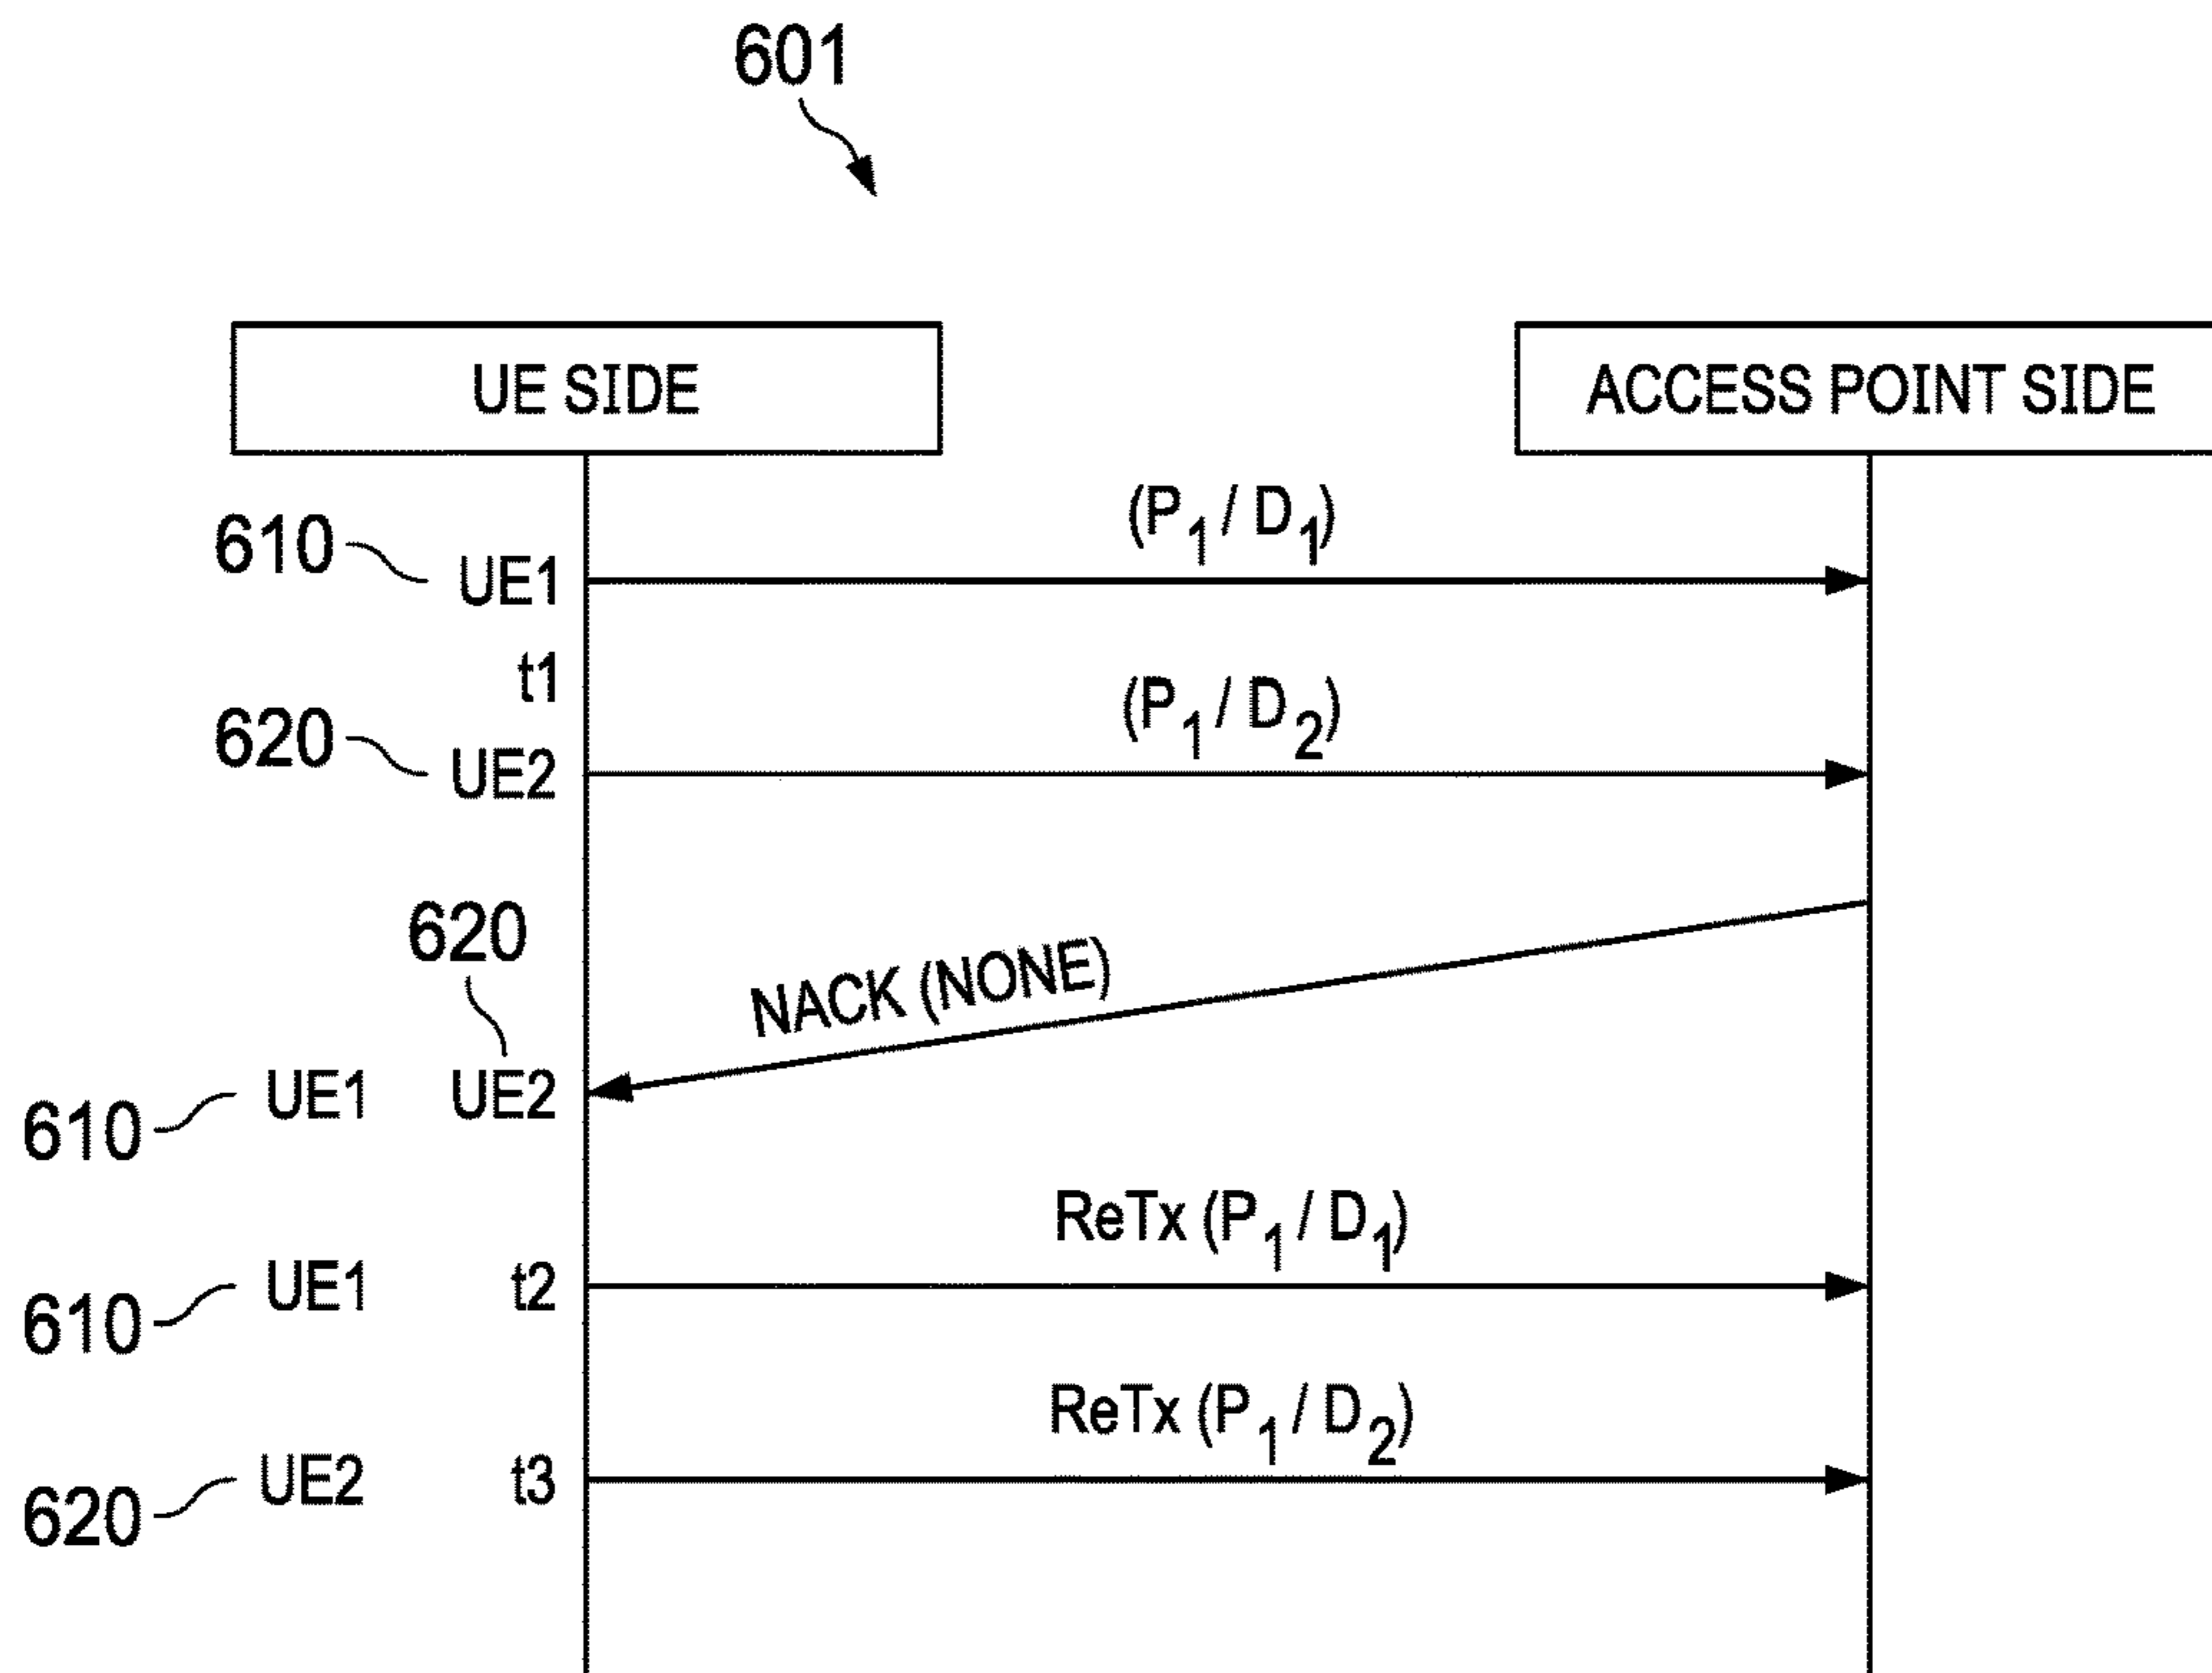 601
UE SIDE
ACCESS POINT SIDE
(P1 / D1)
610
UE1
t1
(P1 / D2)
620
UE2
620
NACK (NONE)
610
UE1
UE2
ReTx (P1 / D1)
610
UE1
t2
ReTx (P1 / D2)
620
UE2
t3